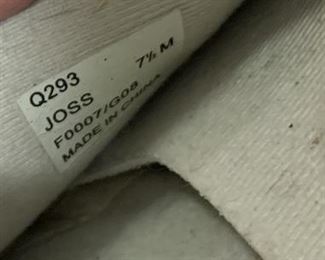 Q293 7½ M
JOSS
F0007/G08
MADE IN CHINA